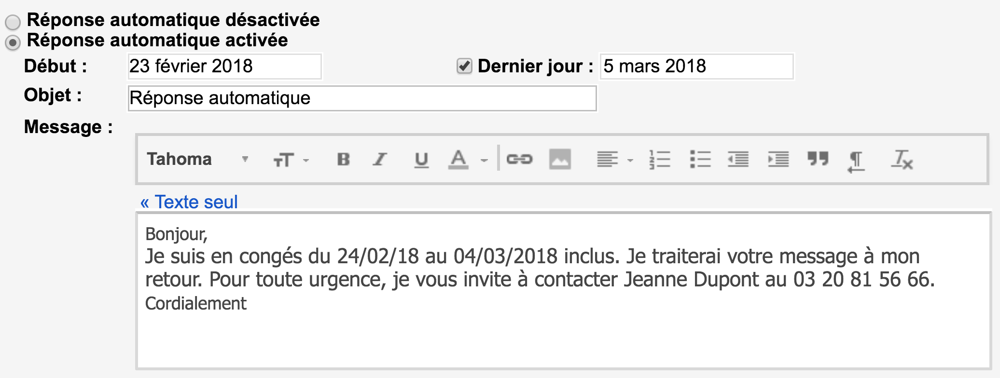 Réponse automatique désactivée
Réponse automatique activée
Début : 23 février 2018 Dernier jour : 5 mars 2018
Objet : Réponse automatique
Message :
Tahoma
« Texte seul
Bonjour,
Je suis en congés du 24/02/18 au 04/03/2018 inclus. Je traiterai votre message à mon
retour. Pour toute urgence, je vous invite à contacter Jeanne Dupont au 03 20 81 56 66.
Cordialement